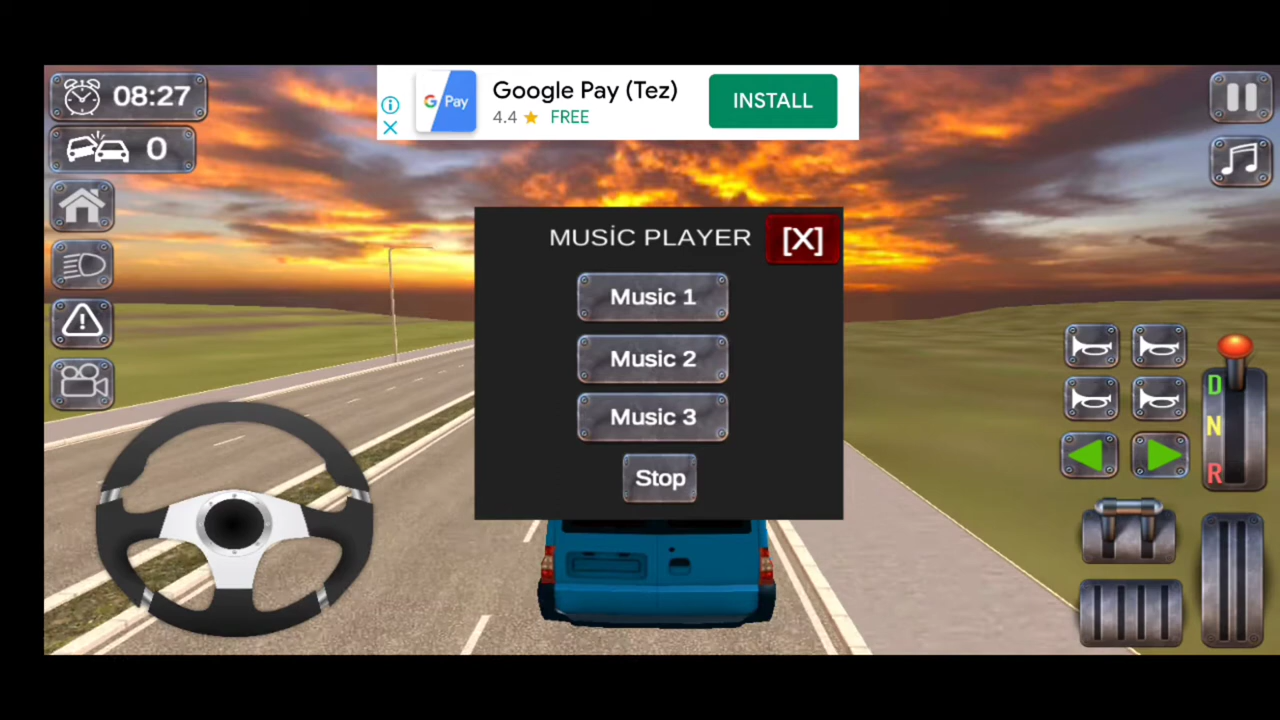 08:27
0
G Pay
Google Pay (Tez)
4.4 ★ FREE
INSTALL
MUSİC PLAYER
[X]
Music 1
Music 2
Music 3
Stop
D
N
R